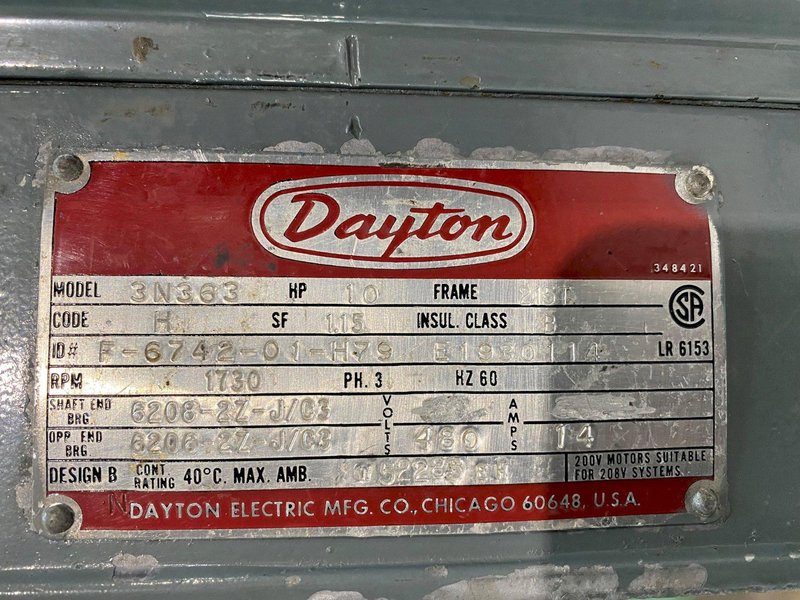 Dayton
348421
MODEL 3N363 HP 10 FRAME
CSA
CODE H SF 1.15 INSUL. CLASS B
ID# F-6742-01-H79 LR 6153
RPM 1730 PH. 3 HZ 60
SHAFT END BRG. 6208-2Z-J/C3 VOLTS AMPS
OPP. END BRG. 6206-2Z-J/C3 460 14
DESIGN B CONT. RATING 40°C. MAX. AMB.
200V MOTORS SUITABLE
FOR 208V SYSTEMS.
N DAYTON ELECTRIC MFG. CO., CHICAGO 60648, U.S.A.